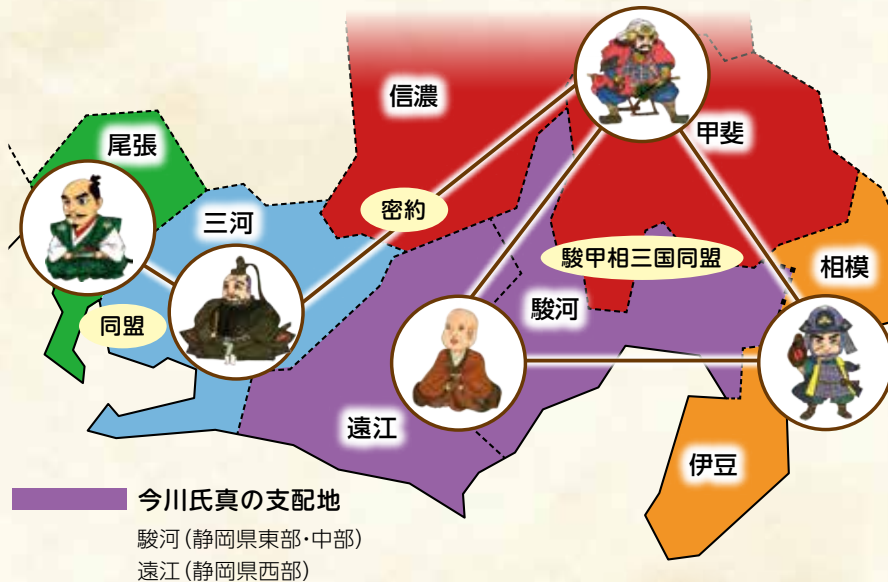 信濃
甲斐
尾張
三河
密約
駿甲相三国同盟
相模
同盟
駿河
遠江
伊豆
今川氏真の支配地
駿河(静岡県東部・中部)
遠江(静岡県西部)